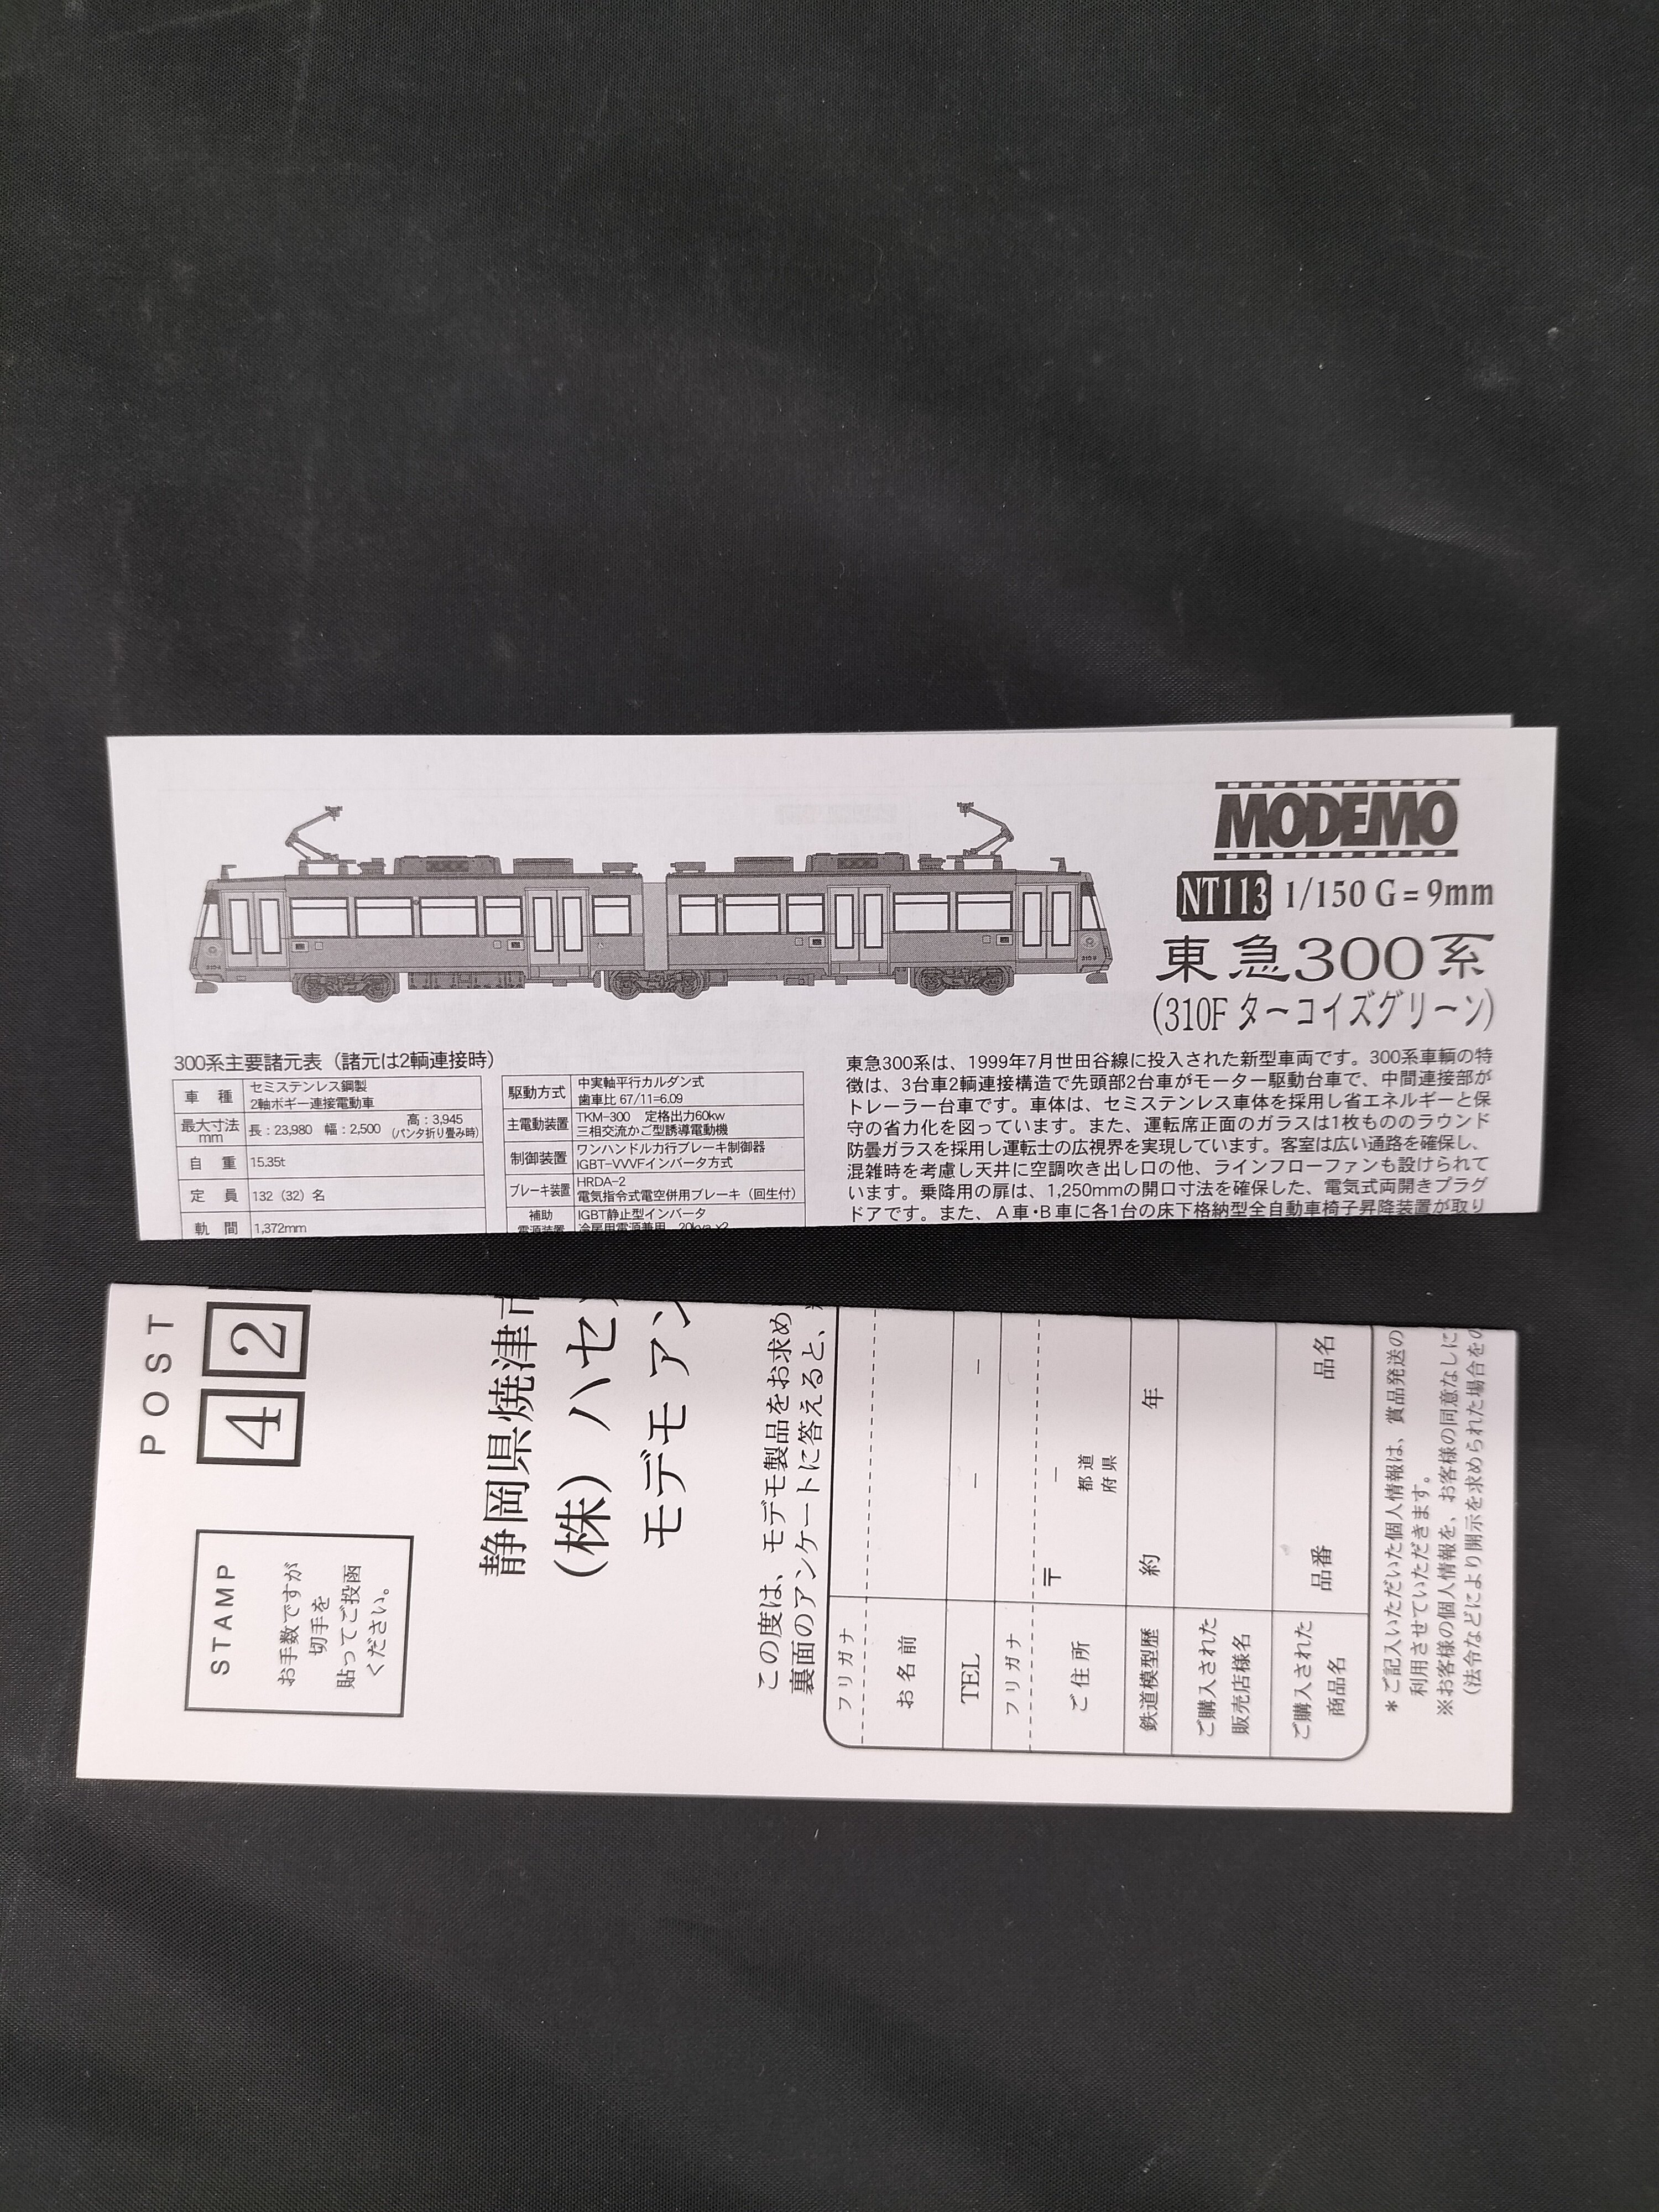 MODEMO
NT113 1/150 G=9mm
東急300系
(310F ターコイズグリーン)
300系主要諸元表（諸元は2輌連接時）
車種 セミステンレス鋼製
2軸ボギー連接電動車
最大寸法 mm 長：23,980 幅：2,500 高：3,945
(パンタ折り畳み時)
自重 15.35t
定員 132（32）名
軌間 1,372mm
駆動方式 中実軸平行カルダン式
歯車比 67/11=6.09
主電動装置 TKM-300 定格出力60kw
三相交流かご型誘導電動機
制御装置 ワンハンドル力行ブレーキ制御器
IGBT-VVVFインバータ方式
ブレーキ装置 HRDA-2
電気指令式電空併用ブレーキ（回生付）
補助電源装置 IGBT静止型インバータ
冷房用電源兼用 20kva×2
東急300系は、1999年7月世田谷線に投入された新型車両です。300系車輌の特
徴は、3台車2輌連接構造で先頭部2台車がモーター駆動台車で、中間連接部が
トレーラー台車です。車体は、セミステンレス車体を採用し省エネルギーと保
守の省力化を図っています。また、運転席正面のガラスは1枚もののラウンド
防曇ガラスを採用し運転士の広視界を実現しています。客室は広い通路を確保し、
混雑時を考慮し天井に空調吹き出し口の他、ラインフローファンも設けられて
います。乗降用の扉は、1,250mmの開口寸法を確保した、電気式両開きプラグ
ドアです。また、A車・B車に各1台の床下格納型全自動車椅子昇降装置が取り
POST
42
STAMP
お手数ですが
切手を
貼ってご投函
ください。
静岡県焼津市
(株)ハセ
モデモ アン
この度は、モデモ製品をお求め
裏面のアンケートに答えると、
フリガナ
お名前
TEL － －
フリガナ
ご住所 〒 － 都道府県
鉄道模型歴 約 年
ご購入された
販売店様名
ご購入された
商品名 品番 品名
＊ご記入いただいた個人情報は、賞品発送の
利用させていただきます。
※お客様の個人情報を、お客様の同意なしに
（法令などにより開示を求められた場合を